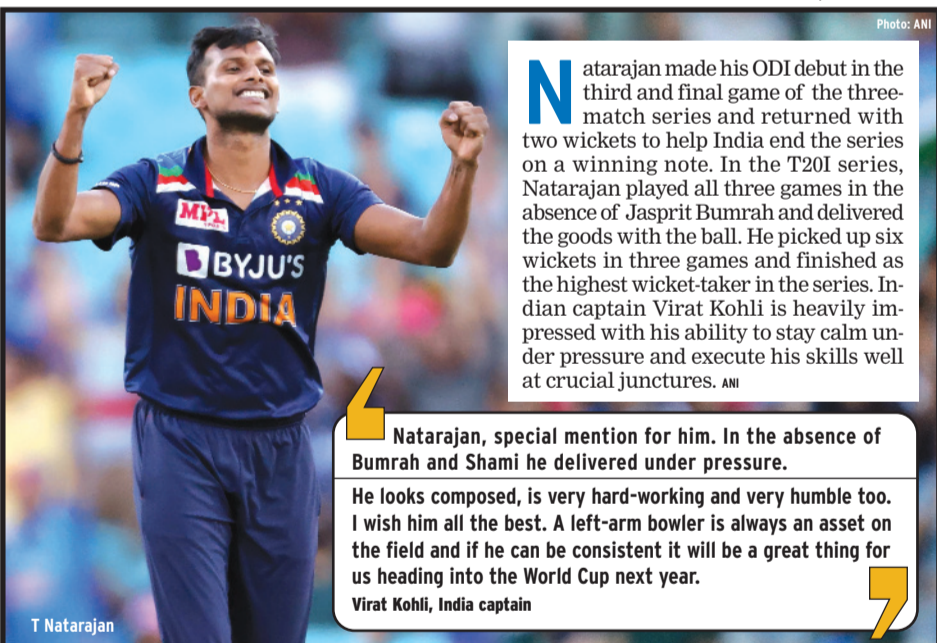 Photo: ANI
Natarajan made his ODI debut in the
third and final game of the three-
match series and returned with
two wickets to help India end the series
on a winning note. In the T20I series,
Natarajan played all three games in the
absence of Jasprit Bumrah and delivered
the goods with the ball. He picked up six
wickets in three games and finished as
the highest wicket-taker in the series. In-
dian captain Virat Kohli is heavily im-
pressed with his ability to stay calm un-
der pressure and execute his skills well
at crucial junctures. ANI
MPL
BYJU'S
INDIA
‘ Natarajan, special mention for him. In the absence of
Bumrah and Shami he delivered under pressure.
He looks composed, is very hard-working and very humble too.
I wish him all the best. A left-arm bowler is always an asset on
the field and if he can be consistent it will be a great thing for
us heading into the World Cup next year. ’
Virat Kohli, India captain
T Natarajan